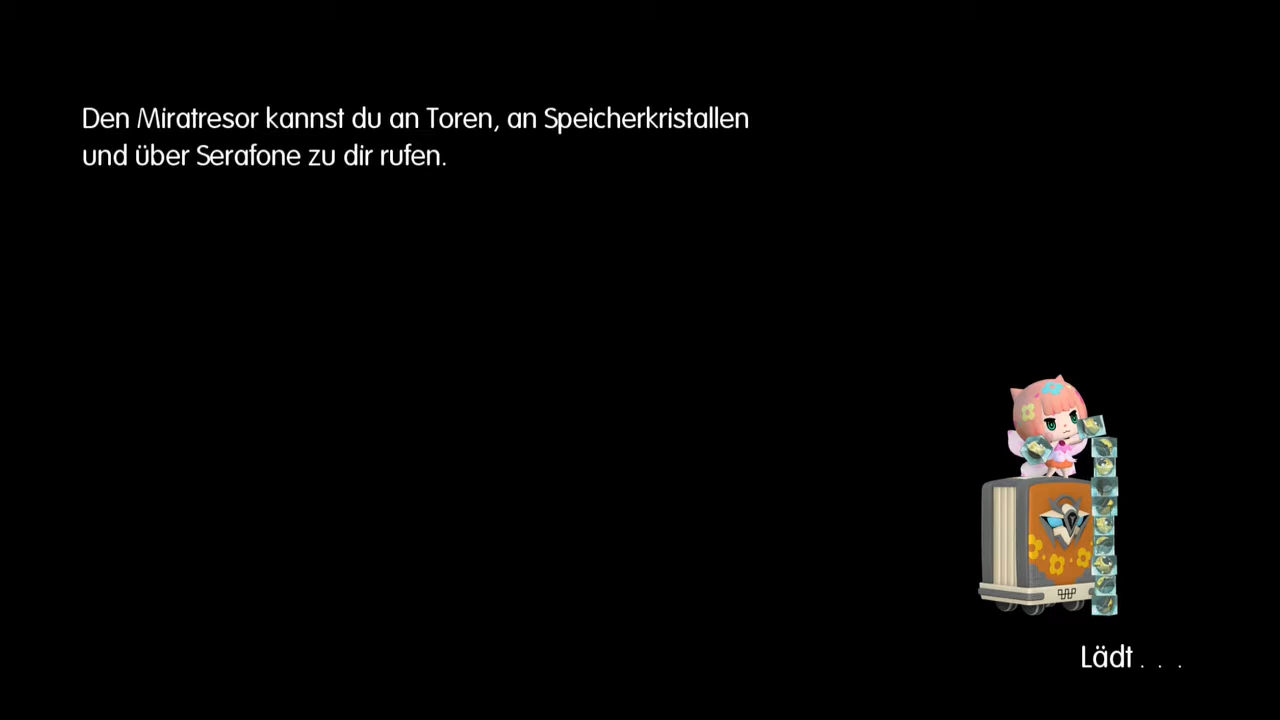 Den Miratresor kannst du an Toren, an Speicherkristallen
und über Serafone zu dir rufen.
Lädt . . .